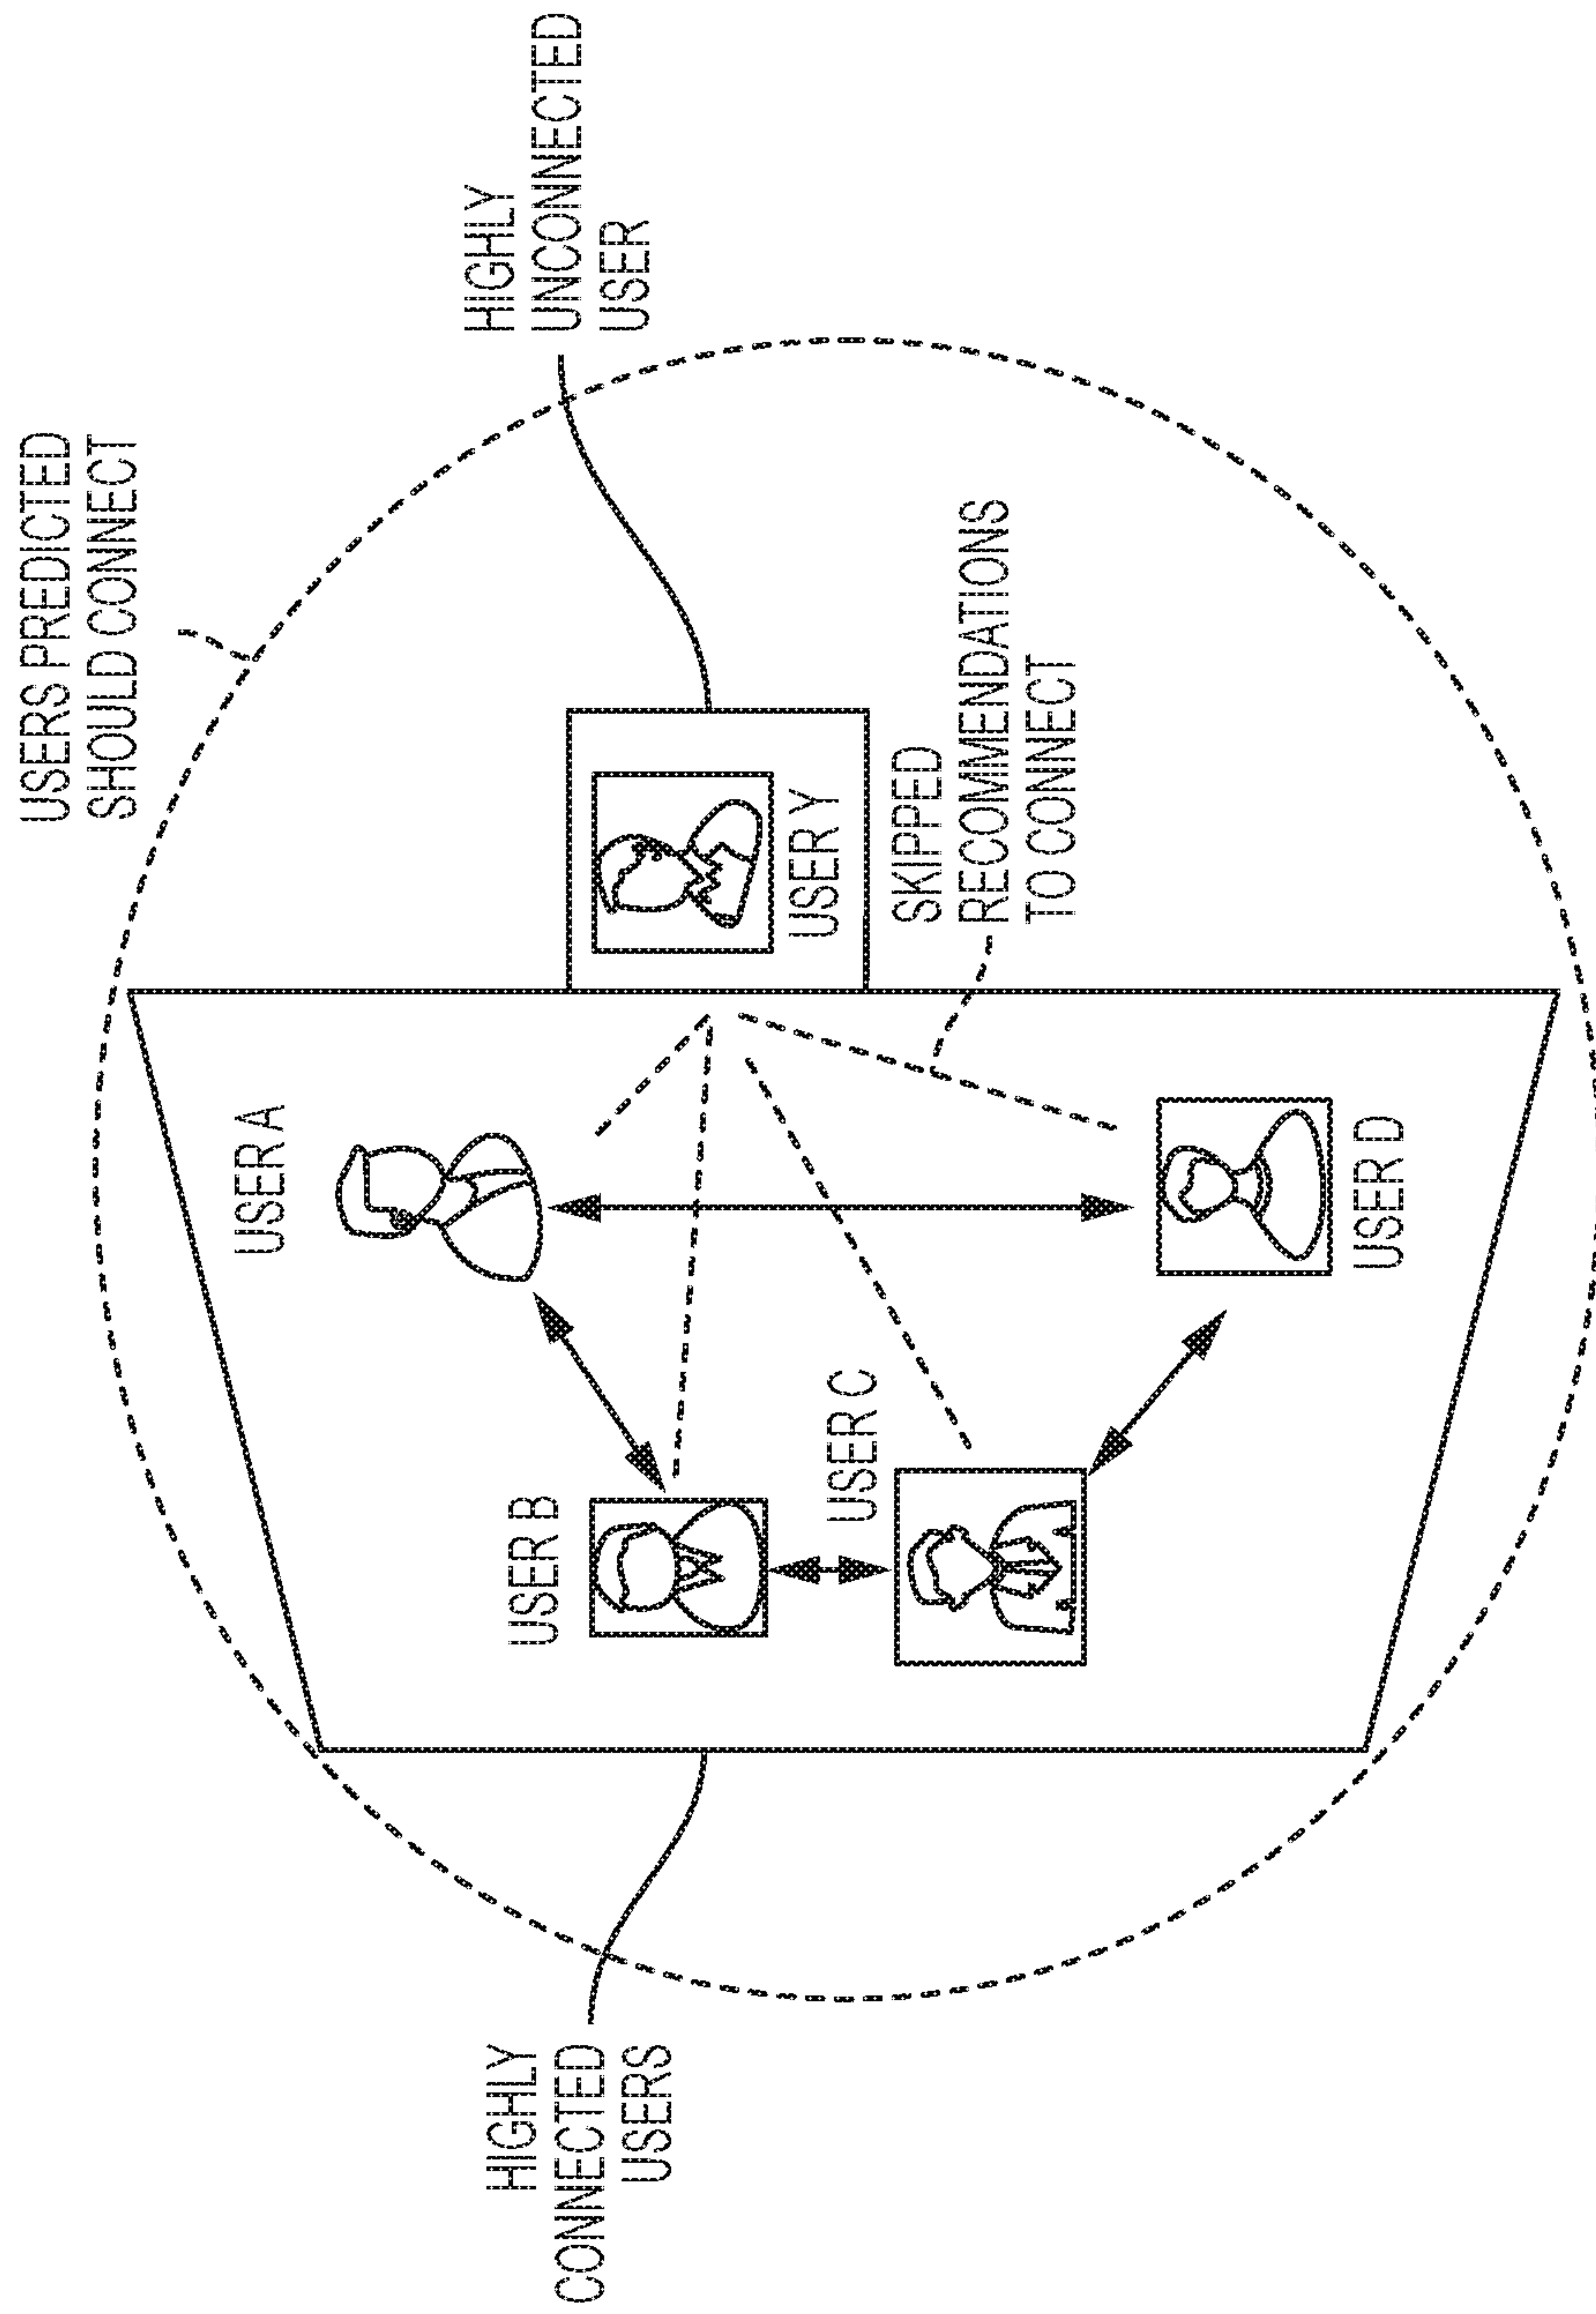 USERS PREDICTED
SHOULD CONNECT
HIGHLY
UNCONNECTED
USER
HIGHLY
CONNECTED
USERS
USER A
USER B
USER Y
USER C
SKIPPED
RECOMMENDATIONS
TO CONNECT
USER D